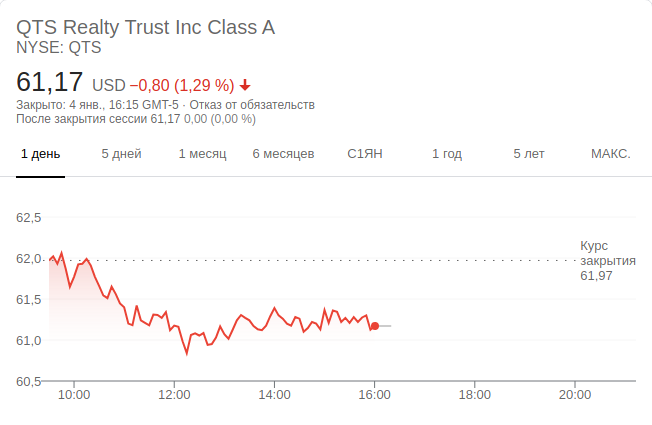 QTS Realty Trust Inc Class A
NYSE: QTS
61,17 USD −0,80 (1,29 %)
Закрыто: 4 янв., 16:15 GMT-5 · Отказ от обязательств
После закрытия сессии 61,17 0,00 (0,00 %)
1 день 5 дней 1 месяц 6 месяцев С1ЯН 1 год 5 лет МАКС.
62,5
62,0
61,5
61,0
60,5
Курс
закрытия
61,97
10:00 12:00 14:00 16:00 18:00 20:00